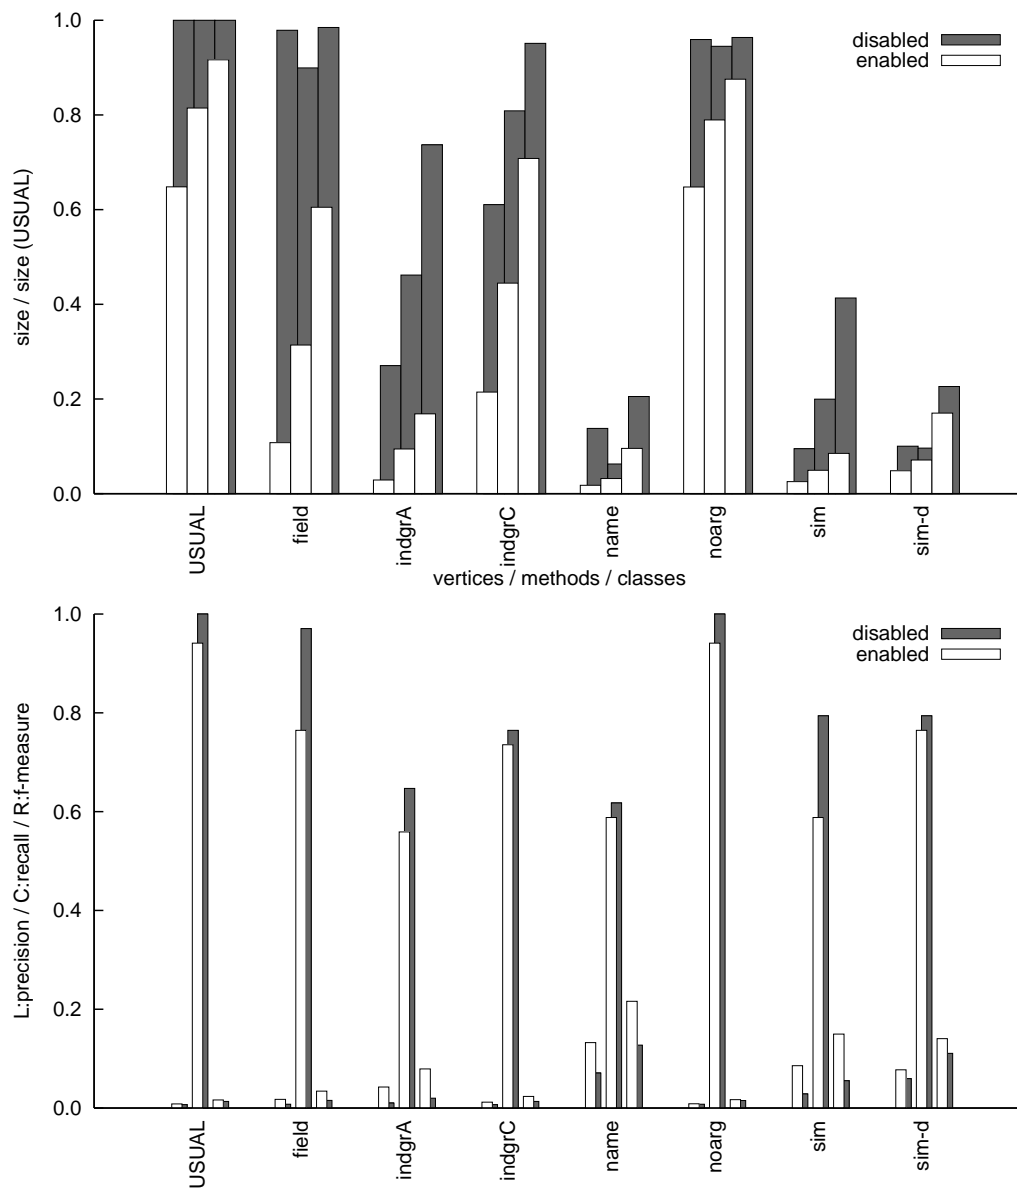 1.0
0.8
0.6
0.4
0.2
0.0
size / size (USUAL)
disabled
enabled
USUAL
field
indgrA
indgrC
name
noarg
sim
sim-d
vertices / methods / classes
1.0
0.8
0.6
0.4
0.2
0.0
L:precision / C:recall / R:f-measure
disabled
enabled
USUAL
field
indgrA
indgrC
name
noarg
sim
sim-d